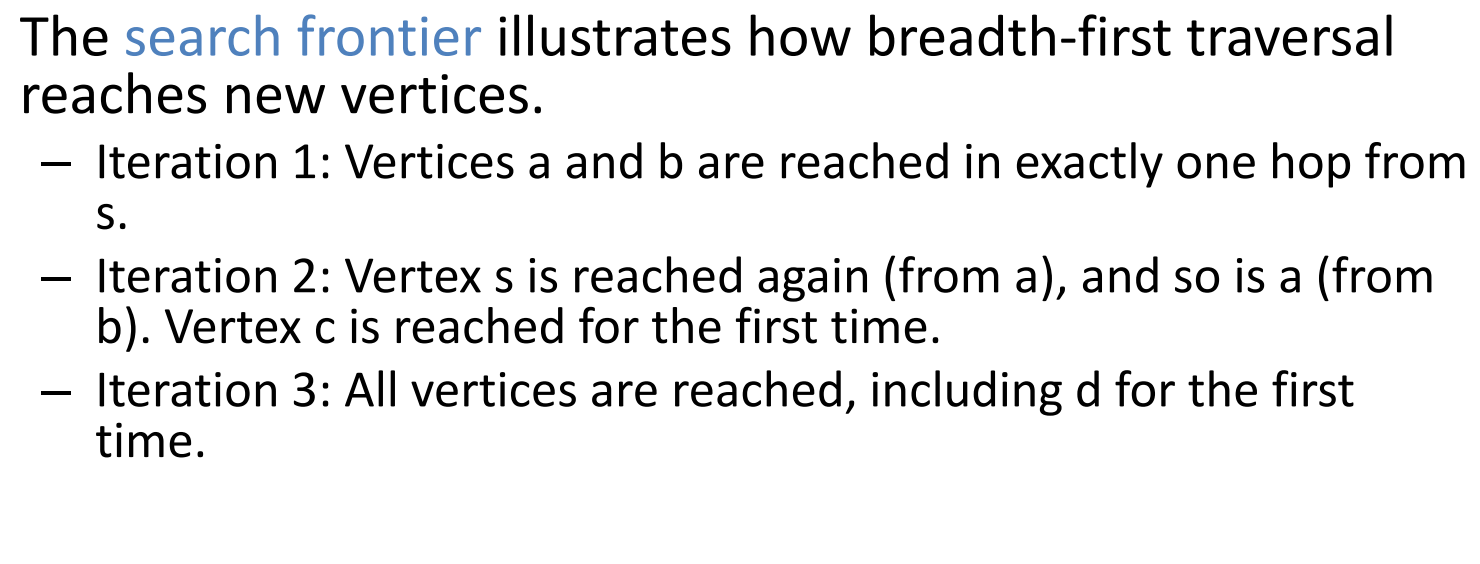 The search frontier illustrates how breadth-first traversal
reaches new vertices.
– Iteration 1: Vertices a and b are reached in exactly one hop from
s.
– Iteration 2: Vertex s is reached again (from a), and so is a (from
b). Vertex c is reached for the first time.
– Iteration 3: All vertices are reached, including d for the first
time.